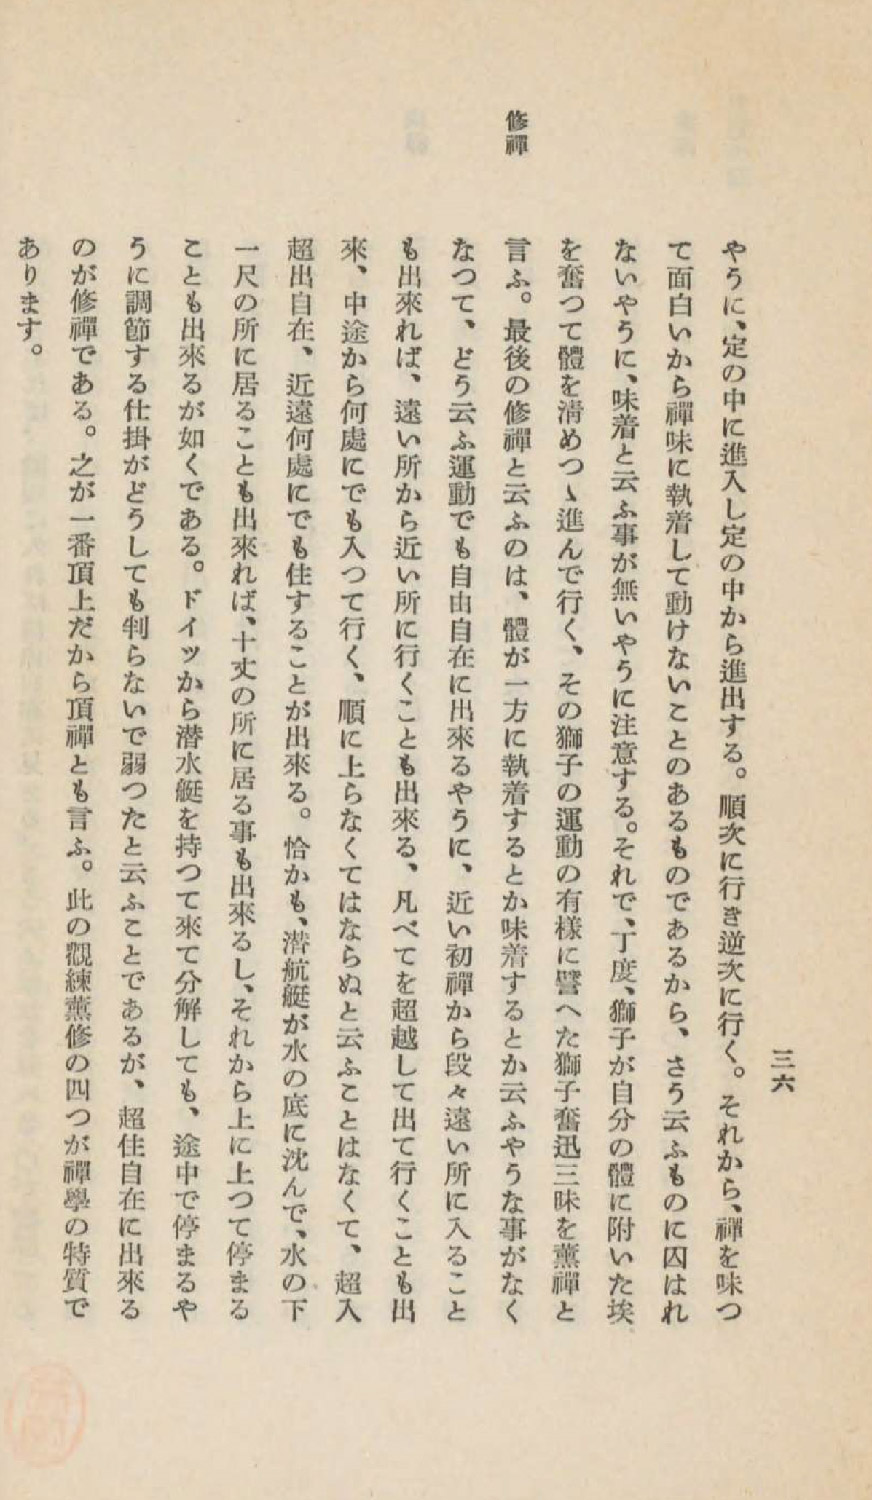 三六
やうに、定の中に進入し定の中から進出する。順次に行き逆次に行く。それから、禪を味つ
て面白いから禪味に執着して動けないことのあるものであるから、さう云ふものに囚はれ
ないやうに、味着と云ふ事が無いやうに注意する。それで、丁度、獅子が自分の體に附いた埃
を奮つて體を淸めつゝ進んで行く、その獅子の運動の有樣に譬へた獅子奮迅三昧を薰禪と
修禪
言ふ。最後の修禪と云ふのは、體が一方に執着するとか味着するとか云ふやうな事がなく
なつて、どう云ふ運動でも自由自在に出來るやうに、近い初禪から段々遠い所に入ること
も出來れば、遠い所から近い所に行くことも出來る、凡べてを超越して出て行くことも出
來、中途から何處にでも入つて行く、順に上らなくてはならぬと云ふことはなくて、超入
超出自在、近遠何處にでも住することが出來る。恰かも、潜航艇が水の底に沈んで、水の下
一尺の所に居ることも出來れば、十丈の所に居る事も出來るし、それから上に上つて停まる
ことも出來るが如くである。ドイツから潜水艇を持つて來て分解しても、途中で停まるや
うに調節する仕掛がどうしても判らないで弱つたと云ふことであるが、超住自在に出來る
のが修禪である。之が一番頂上だから頂禪とも言ふ。此の觀練薰修の四つが禪學の特質で
あります。